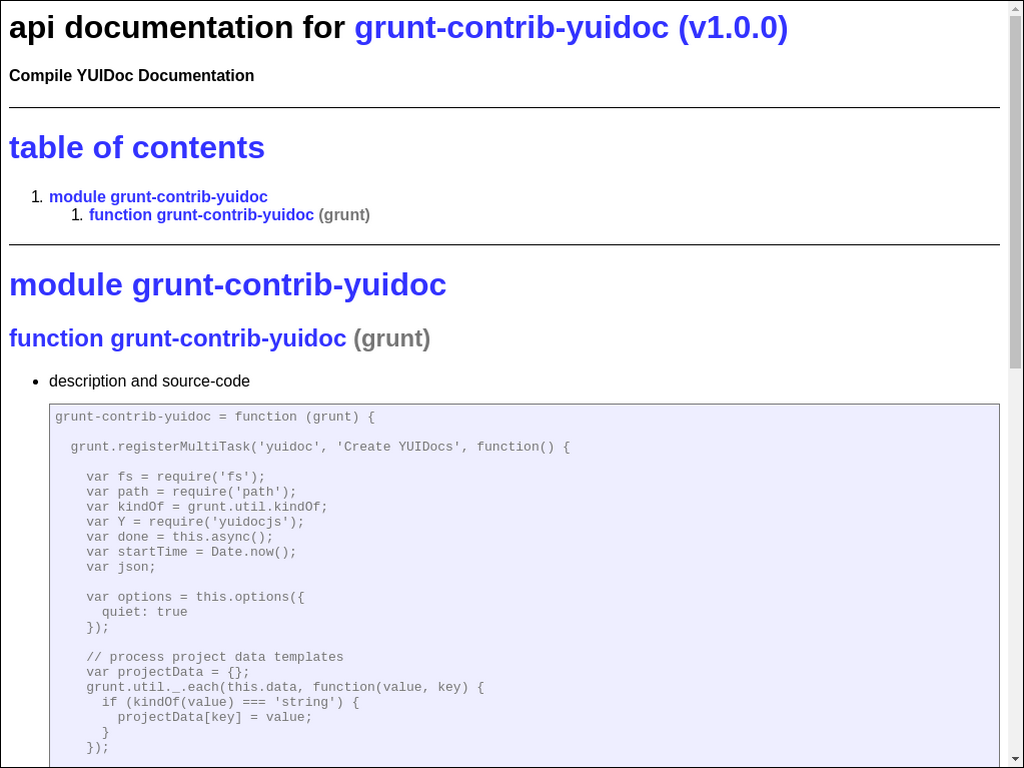 api documentation for grunt-contrib-yuidoc (v1.0.0)
Compile YUIDoc Documentation
table of contents
1. module grunt-contrib-yuidoc
1. function grunt-contrib-yuidoc (grunt)
module grunt-contrib-yuidoc
function grunt-contrib-yuidoc (grunt)
• description and source-code
grunt-contrib-yuidoc = function (grunt) {
grunt.registerMultiTask('yuidoc', 'Create YUIDocs', function() {
var fs = require('fs');
var path = require('path');
var kindOf = grunt.util.kindOf;
var Y = require('yuidocjs');
var done = this.async();
var startTime = Date.now();
var json;
var options = this.options({
quiet: true
});
// process project data templates
var projectData = {};
grunt.util._.each(this.data, function(value, key) {
if (kindOf(value) === 'string') {
projectData[key] = value;
}
});